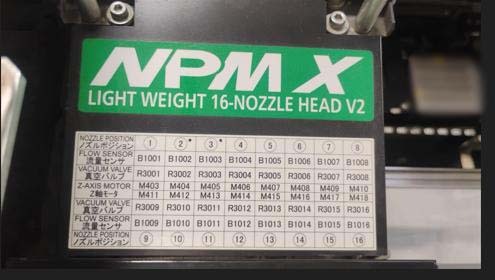 NPM X
LIGHT WEIGHT 16-NOZZLE HEAD V2
NOZZLE POSITION
ノズルポジション ① ② ③ ④ ⑤ ⑥ ⑦ ⑧
FLOW SENSOR
流量センサ B1001 B1002 B1003 B1004 B1005 B1006 B1007 B1008
VACUUM VALVE
真空バルブ R3001 R3002 R3003 R3004 R3005 R3006 R3007 R3008
Z-AXIS MOTOR M403 M404 M405 M406 M407 M408 M409 M410
Z軸モータ M411 M412 M413 M414 M415 M416 M417 M418
VACUUM VALVE
真空バルブ R3009 R3010 R3011 R3012 R3013 R3014 R3015 R3016
FLOW SENSOR
流量センサ B1009 B1010 B1011 B1012 B1013 B1014 B1015 B1016
NOZZLE POSITION
ノズルポジション ⑨ ⑩ ⑪ ⑫ ⑬ ⑭ ⑮ ⑯